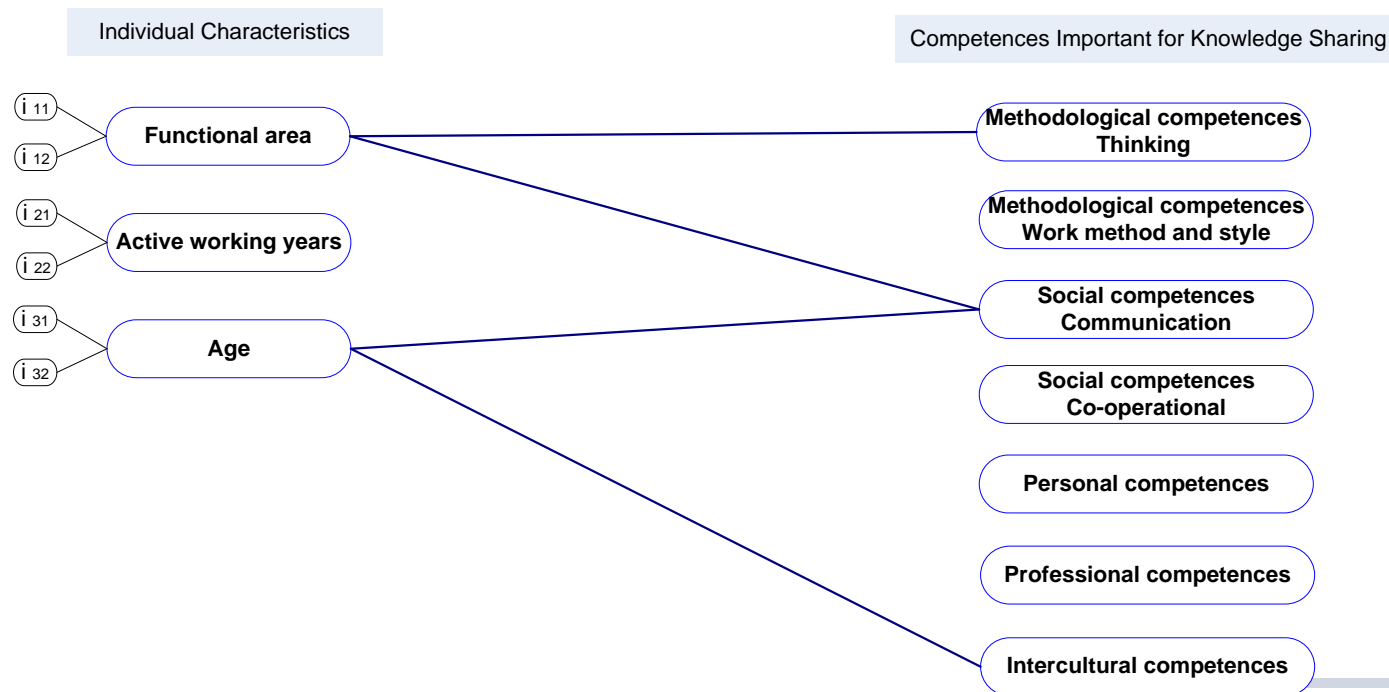 Individual Characteristics
Competences Important for Knowledge Sharing
i 11
i 12
Functional area
i 21
i 22
Active working years
i 31
i 32
Age
Methodological competences
Thinking
Methodological competences
Work method and style
Social competences
Communication
Social competences
Co-operational
Personal competences
Professional competences
Intercultural competences